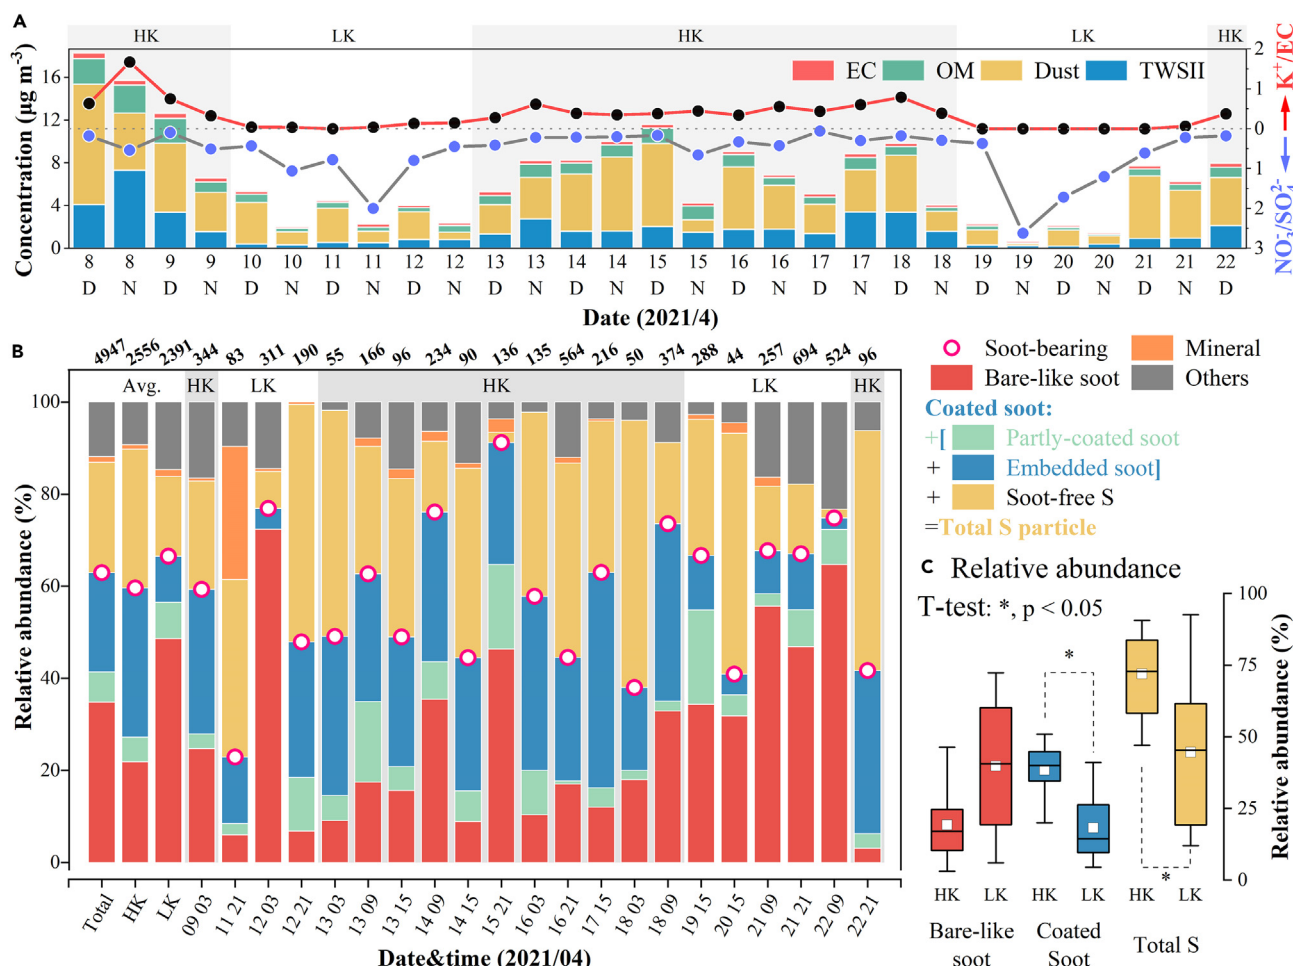 A
HK LK HK LK HK
EC OM Dust TWSII
Concentration (μg m⁻³)
16
12
8
4
0
2
1
0
1
2
3
K⁺/EC
NO₃⁻/SO₄²⁻
8 8 9 9 10 10 11 11 12 12 13 13 14 14 15 15 16 16 17 17 18 18 19 19 20 20 21 21 22
D N D N D N D N D N D N D N D N D N D N D N D N D N D N D
Date (2021/4)
B
4947 2556 2391 344 83 311 190 55 166 96 234 90 136 135 564 216 50 374 288 44 257 694 524 96
Avg. HK LK HK LK HK
Relative abundance (%)
100
80
60
40
20
0
Total HK LK 09 03 11 21 12 03 12 21 13 03 13 09 13 15 14 09 14 15 15 21 16 03 16 21 17 15 18 03 18 09 19 15 20 15 21 09 21 21 22 09 22 21
Date&time (2021/04)
Soot-bearing Mineral
Bare-like soot Others
Coated soot:
+[ Partly-coated soot
+ Embedded soot]
+ Soot-free S
=Total S particle
C Relative abundance
T-test: *, p < 0.05
*
*
100
75
50
25
0
Relative abundance (%)
HK LK HK LK HK LK
Bare-like soot
Coated Soot
Total S